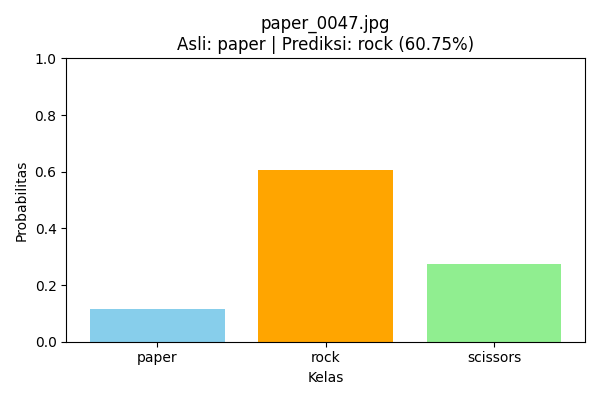 paper_0047.jpg
Asli: paper | Prediksi: rock (60.75%)
1.0
0.8
0.6
0.4
0.2
0.0
Probabilitas
paper rock scissors
Kelas